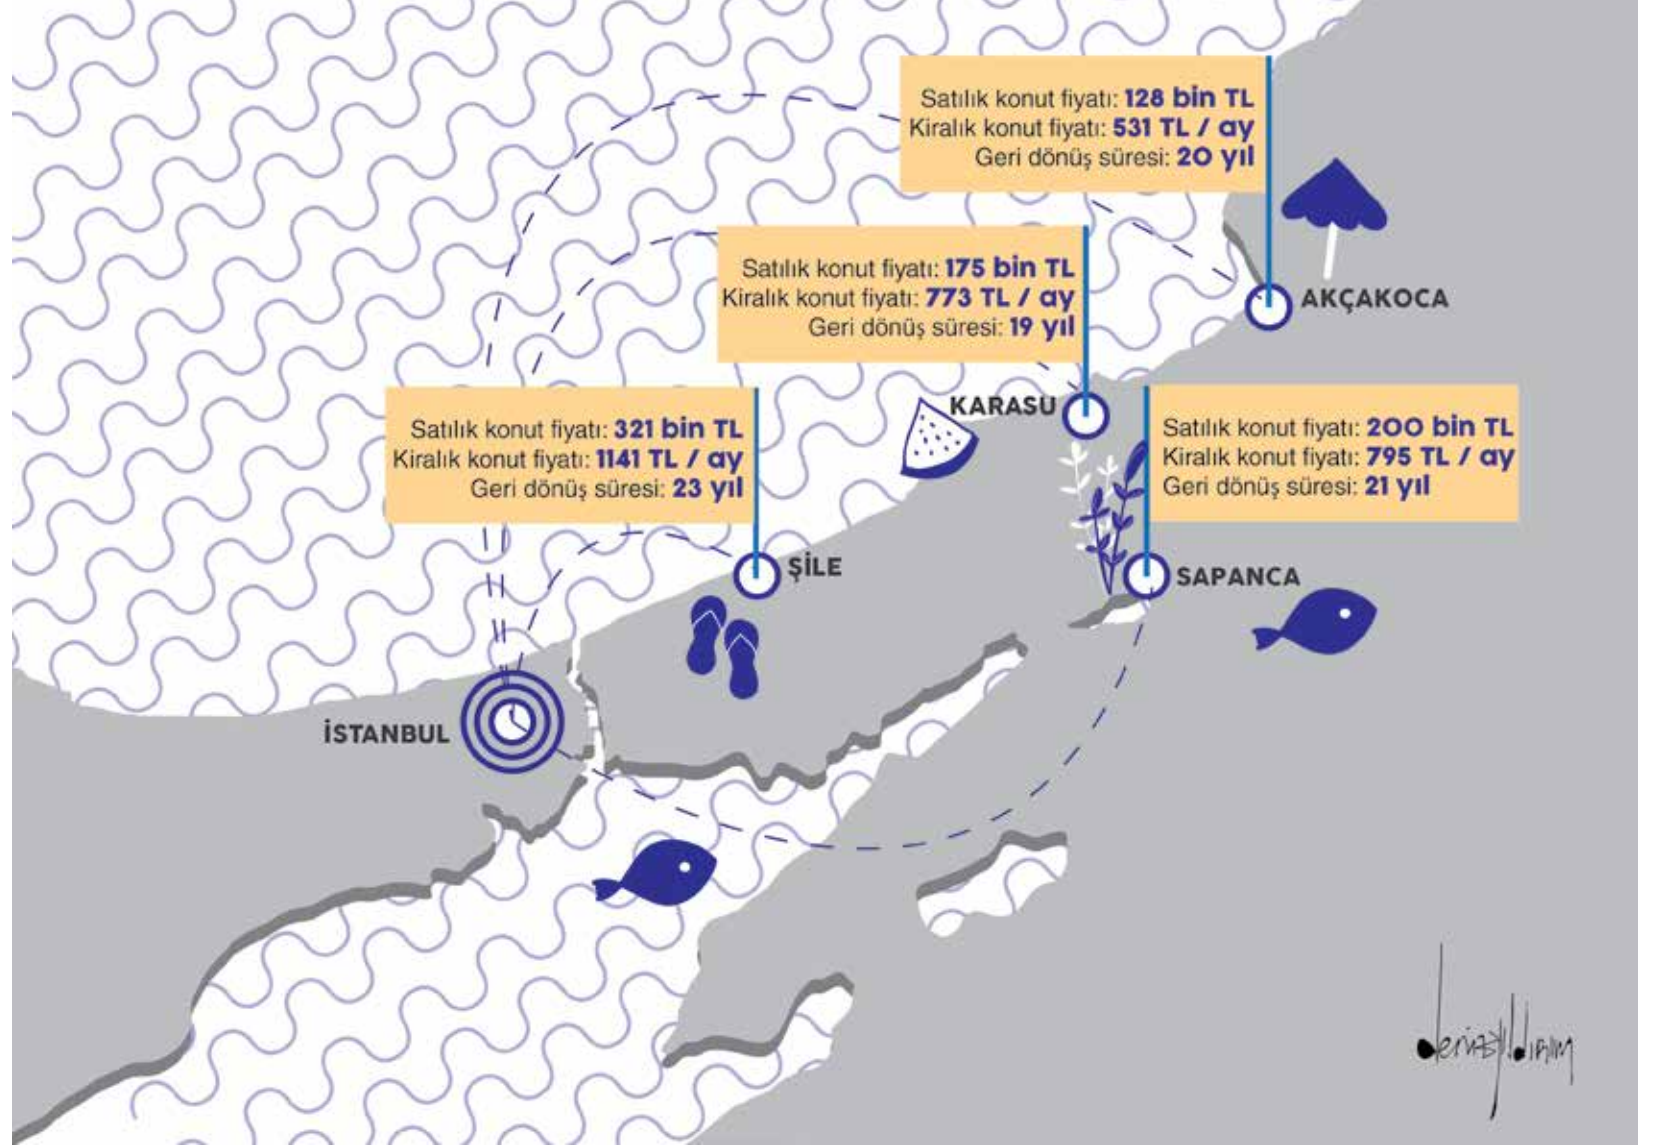 Satılık konut fiyatı: 128 bin TL
Kiralık konut fiyatı: 531 TL / ay
Geri dönüş süresi: 20 yıl
AKÇAKOCA
Satılık konut fiyatı: 175 bin TL
Kiralık konut fiyatı: 773 TL / ay
Geri dönüş süresi: 19 yıl
KARASU
Satılık konut fiyatı: 321 bin TL
Kiralık konut fiyatı: 1141 TL / ay
Geri dönüş süresi: 23 yıl
ŞİLE
Satılık konut fiyatı: 200 bin TL
Kiralık konut fiyatı: 795 TL / ay
Geri dönüş süresi: 21 yıl
SAPANCA
İSTANBUL
denizyıldırım